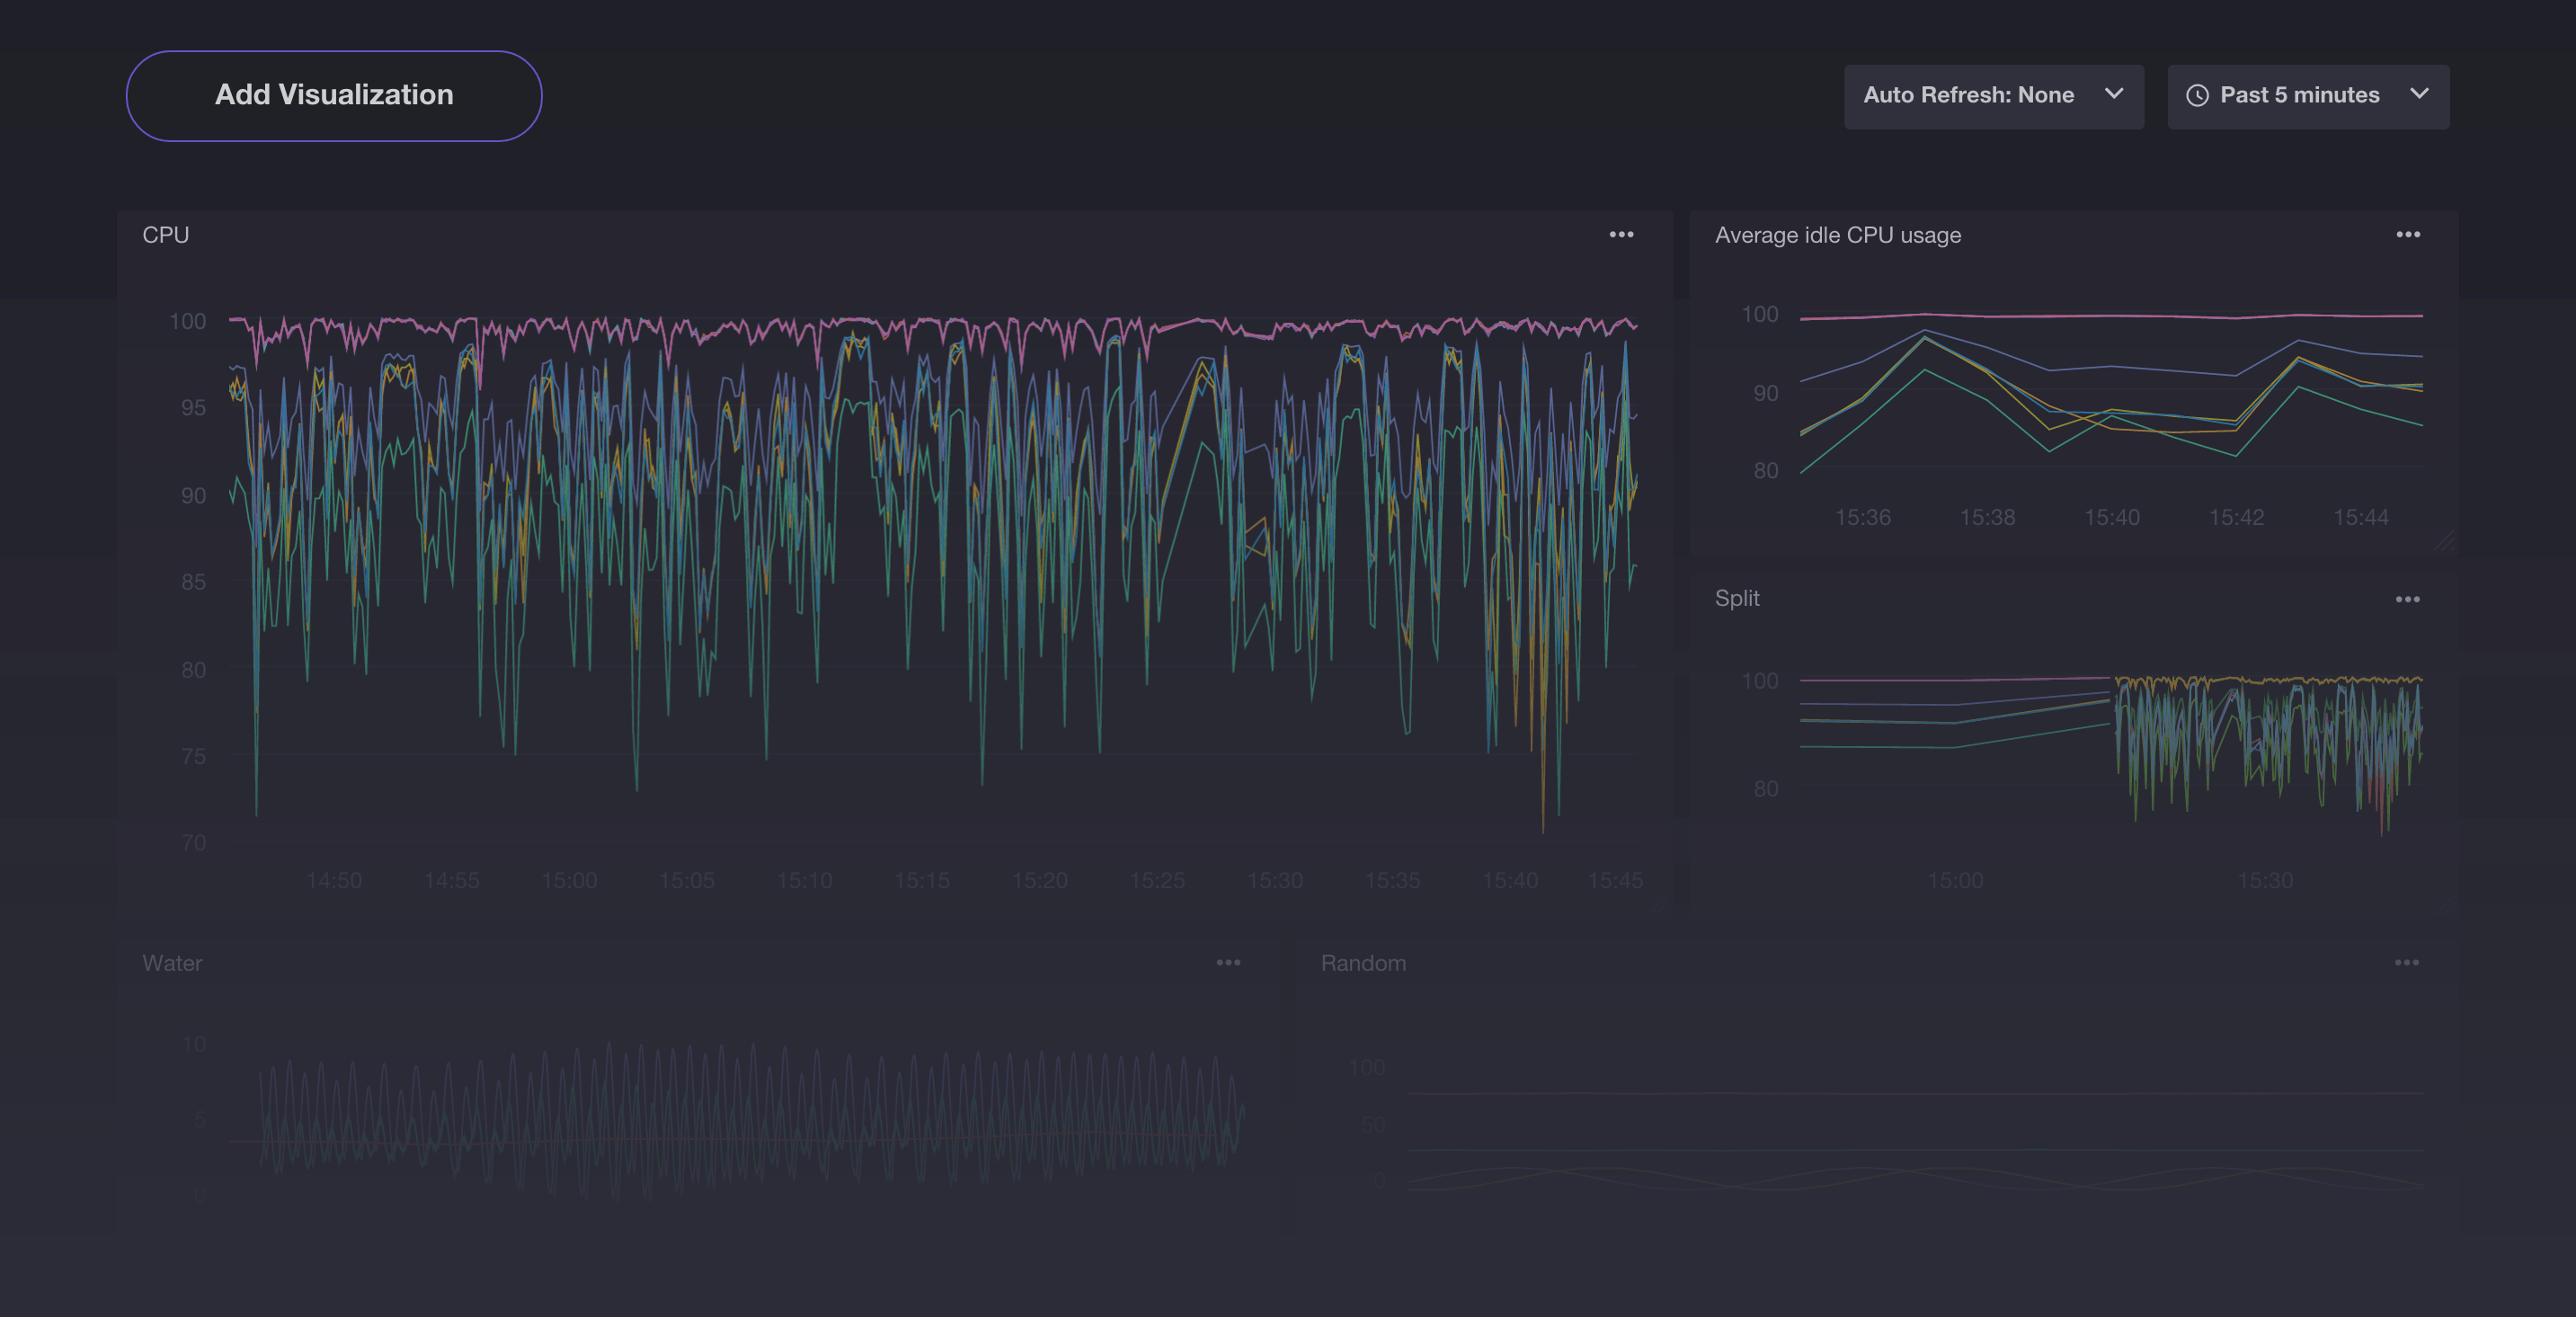 Add Visualization
Auto Refresh: None
Past 5 minutes
CPU
100
95
90
85
80
75
70
14:50 14:55 15:00 15:05 15:10 15:15 15:20 15:25 15:30 15:35 15:40 15:45
Average idle CPU usage
100
90
80
15:36 15:38 15:40 15:42 15:44
Split
100
80
15:00 15:30
Water
10
5
0
Random
100
50
0